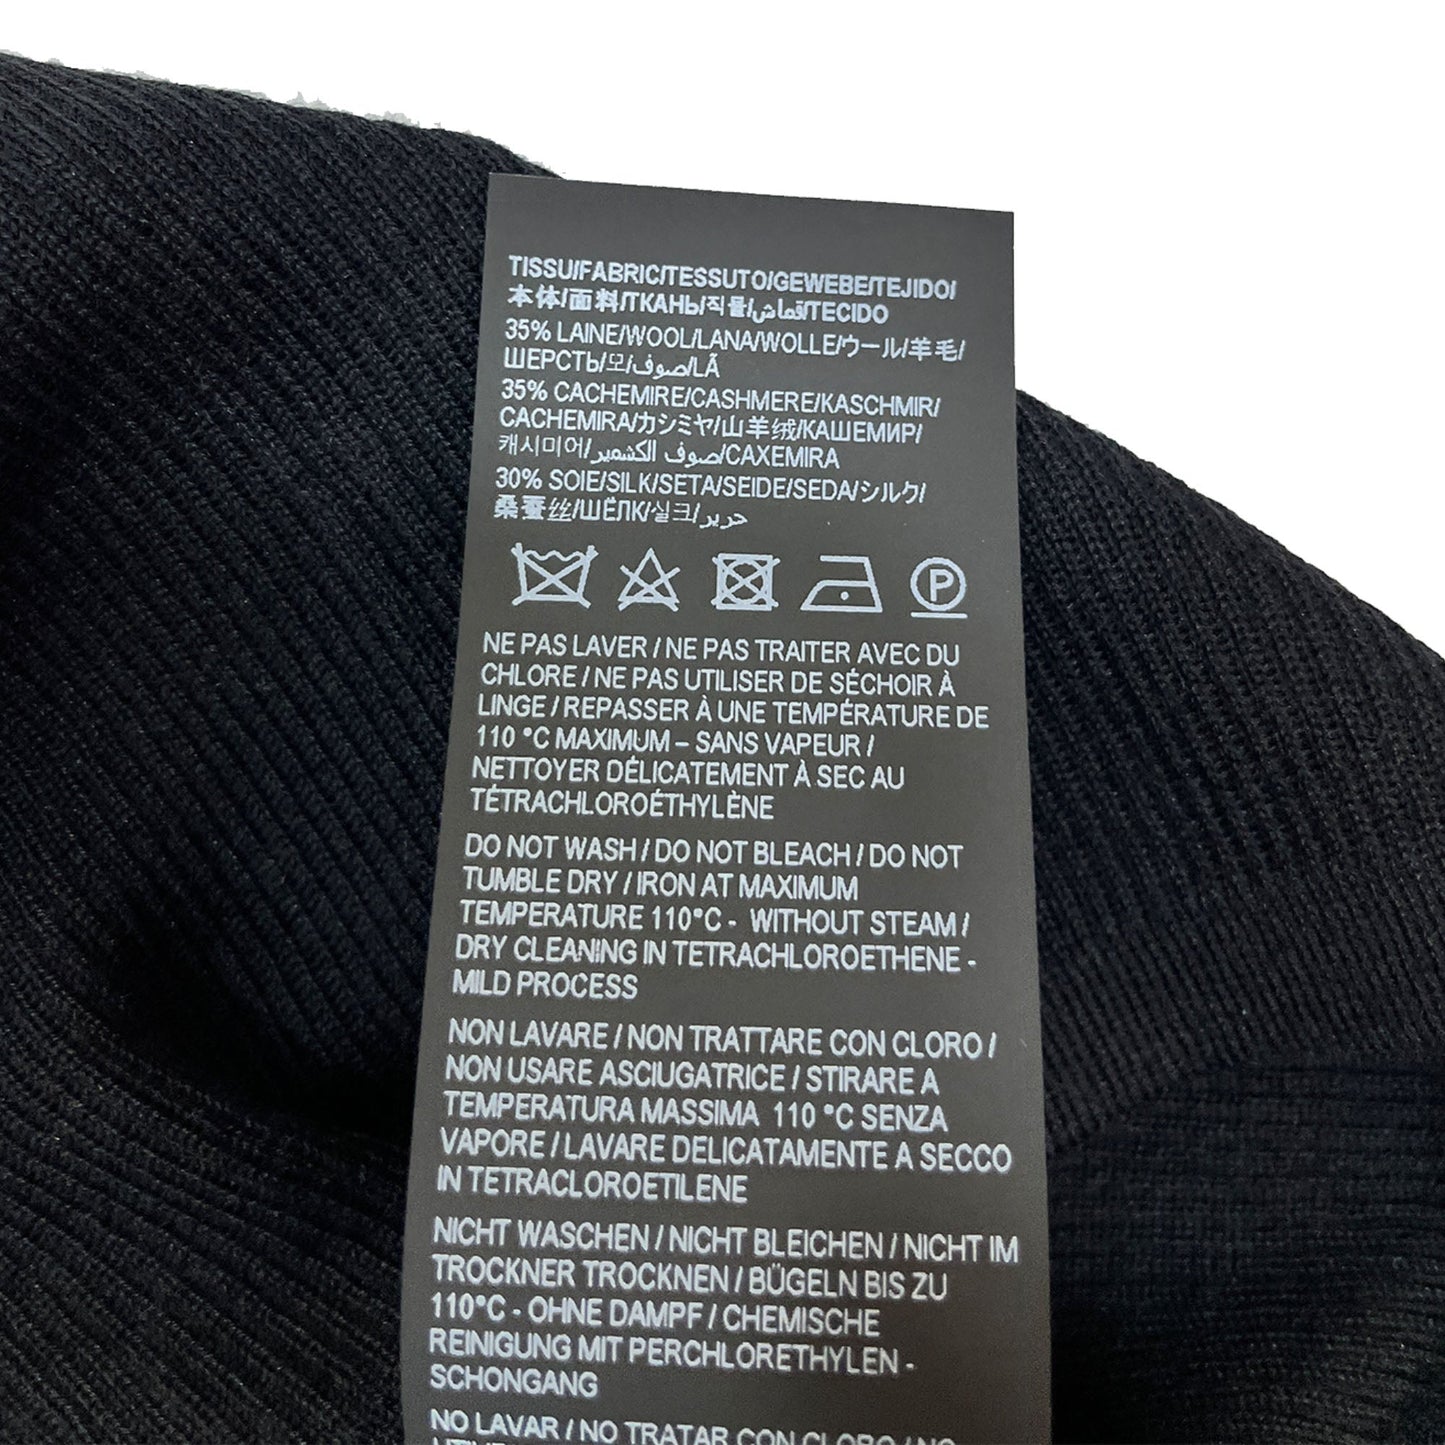 TISSU/FABRIC/TESSUTO/GEWEBE/TEJIDO/
本体/面料/ТКАНЬ/직물/قماش/TECIDO
35% LAINE/WOOL/LANA/WOLLE/ウール/羊毛/
ШЕРСТЬ/모/صوف/LÃ
35% CACHEMIRE/CASHMERE/KASCHMIR/
CACHEMIRA/カシミヤ/山羊绒/КАШЕМИР/
캐시미어/صوف الكشمير/CAXEMIRA
30% SOIE/SILK/SETA/SEIDE/SEDA/シルク/
桑蚕丝/ШЁЛК/실크/حرير
P
NE PAS LAVER / NE PAS TRAITER AVEC DU
CHLORE / NE PAS UTILISER DE SÉCHOIR À
LINGE / REPASSER À UNE TEMPÉRATURE DE
110 °C MAXIMUM – SANS VAPEUR /
NETTOYER DÉLICATEMENT À SEC AU
TÉTRACHLOROÉTHYLÈNE
DO NOT WASH / DO NOT BLEACH / DO NOT
TUMBLE DRY / IRON AT MAXIMUM
TEMPERATURE 110°C - WITHOUT STEAM /
DRY CLEANING IN TETRACHLOROETHENE -
MILD PROCESS
NON LAVARE / NON TRATTARE CON CLORO /
NON USARE ASCIUGATRICE / STIRARE A
TEMPERATURA MASSIMA 110 °C SENZA
VAPORE / LAVARE DELICATAMENTE A SECCO
IN TETRACLOROETILENE
NICHT WASCHEN / NICHT BLEICHEN / NICHT IM
TROCKNER TROCKNEN / BÜGELN BIS ZU
110°C - OHNE DAMPF / CHEMISCHE
REINIGUNG MIT PERCHLORETHYLEN -
SCHONGANG
NO LAVAR / NO TRATAR CON CLORO / NO